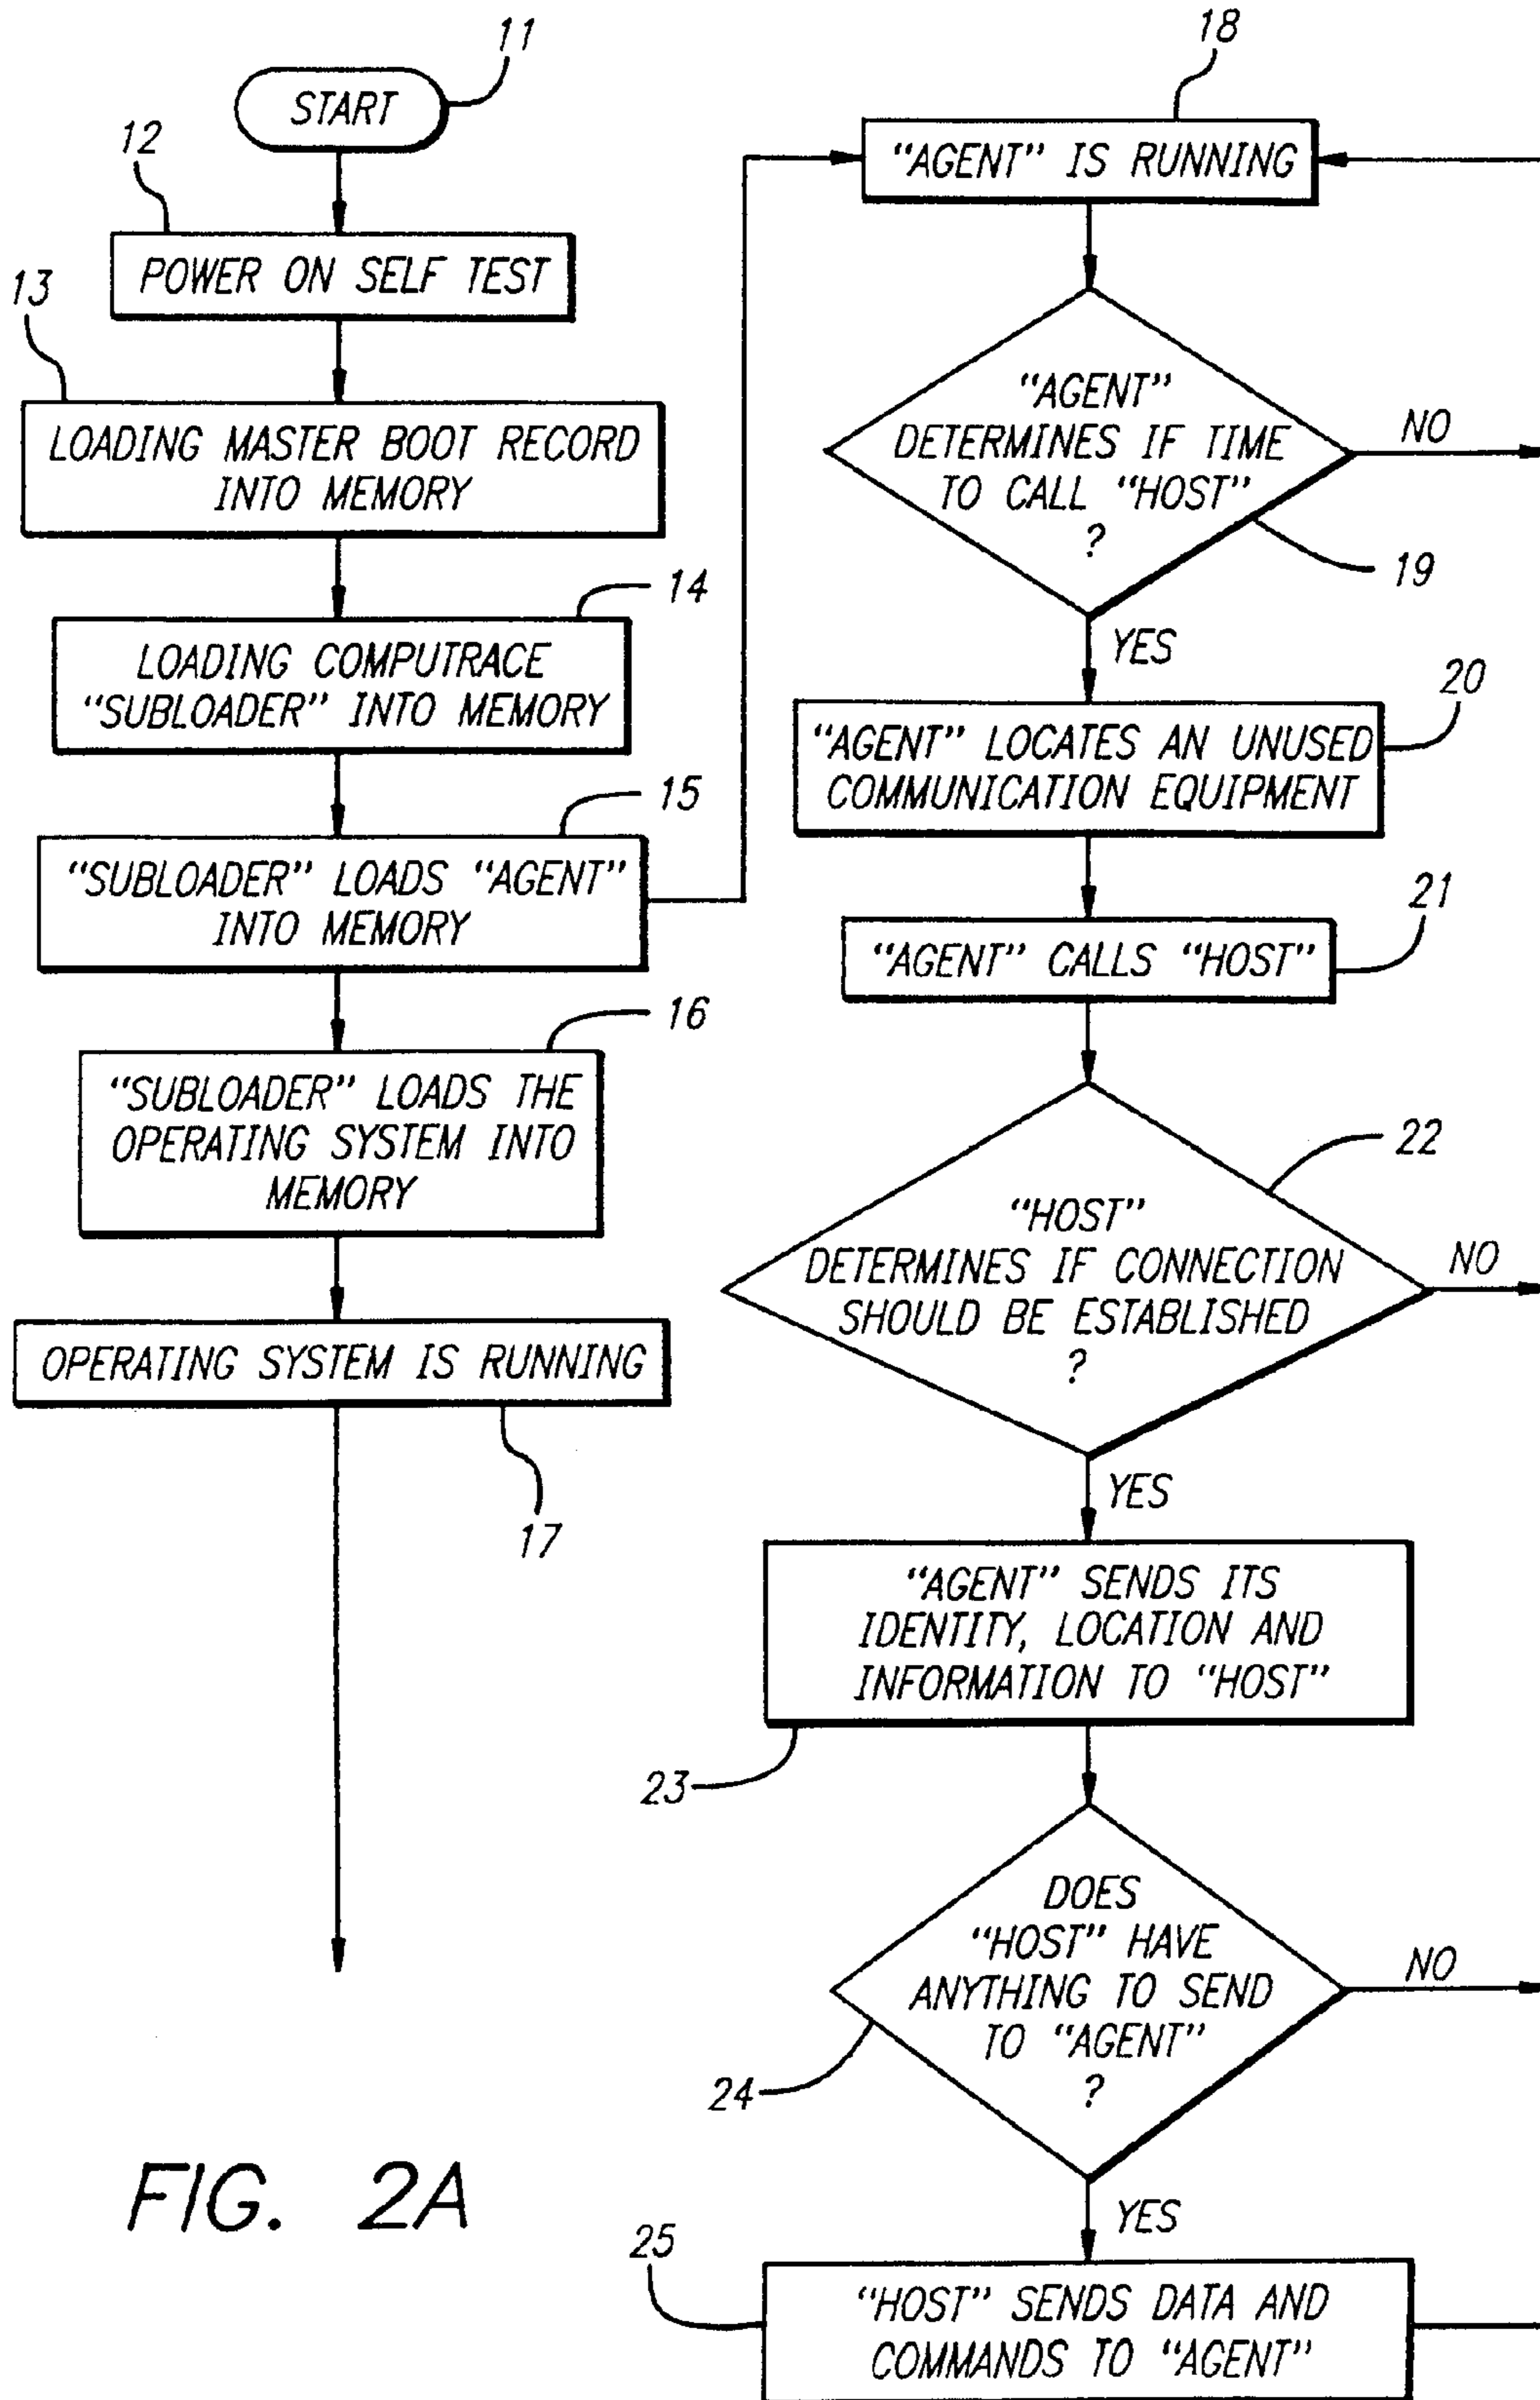 11
START
12
POWER ON SELF TEST
13
LOADING MASTER BOOT RECORD
INTO MEMORY
14
LOADING COMPUTRACE
"SUBLOADER" INTO MEMORY
15
"SUBLOADER" LOADS "AGENT"
INTO MEMORY
16
"SUBLOADER" LOADS THE
OPERATING SYSTEM INTO
MEMORY
OPERATING SYSTEM IS RUNNING
17
18
"AGENT" IS RUNNING
"AGENT"
DETERMINES IF TIME
TO CALL "HOST"
?
NO
19
YES
20
"AGENT" LOCATES AN UNUSED
COMMUNICATION EQUIPMENT
21
"AGENT" CALLS "HOST"
22
"HOST"
DETERMINES IF CONNECTION
SHOULD BE ESTABLISHED
?
NO
YES
"AGENT" SENDS ITS
IDENTITY, LOCATION AND
INFORMATION TO "HOST"
23
DOES
"HOST" HAVE
ANYTHING TO SEND
TO "AGENT"
?
NO
24
YES
25
"HOST" SENDS DATA AND
COMMANDS TO "AGENT"
FIG. 2A